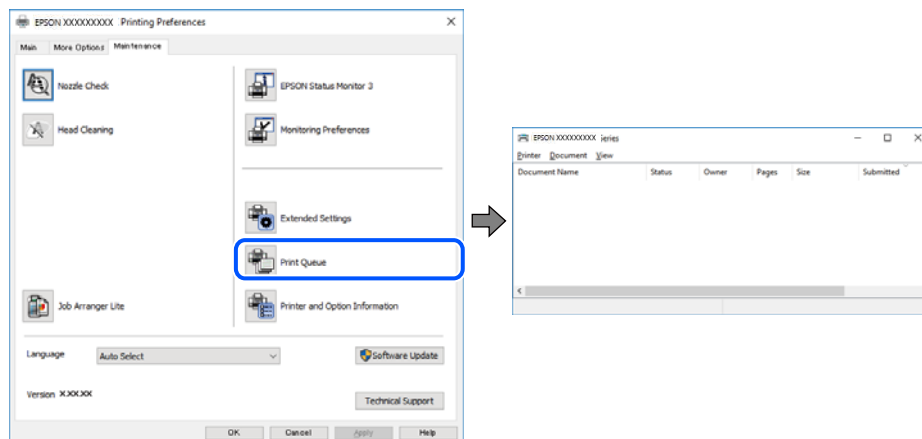 EPSON XXXXXXXXX Printing Preferences
Main More Options Maintenance
Nozzle Check
EPSON Status Monitor 3
Head Cleaning
Monitoring Preferences
Extended Settings
Print Queue
Job Arranger Lite
Printer and Option Information
Language Auto Select Software Update
Version X.XX.XX
Technical Support
OK Cancel Apply Help
EPSON XXXXXXXXX ieries
Printer Document View
Document Name Status Owner Pages Size Submitted